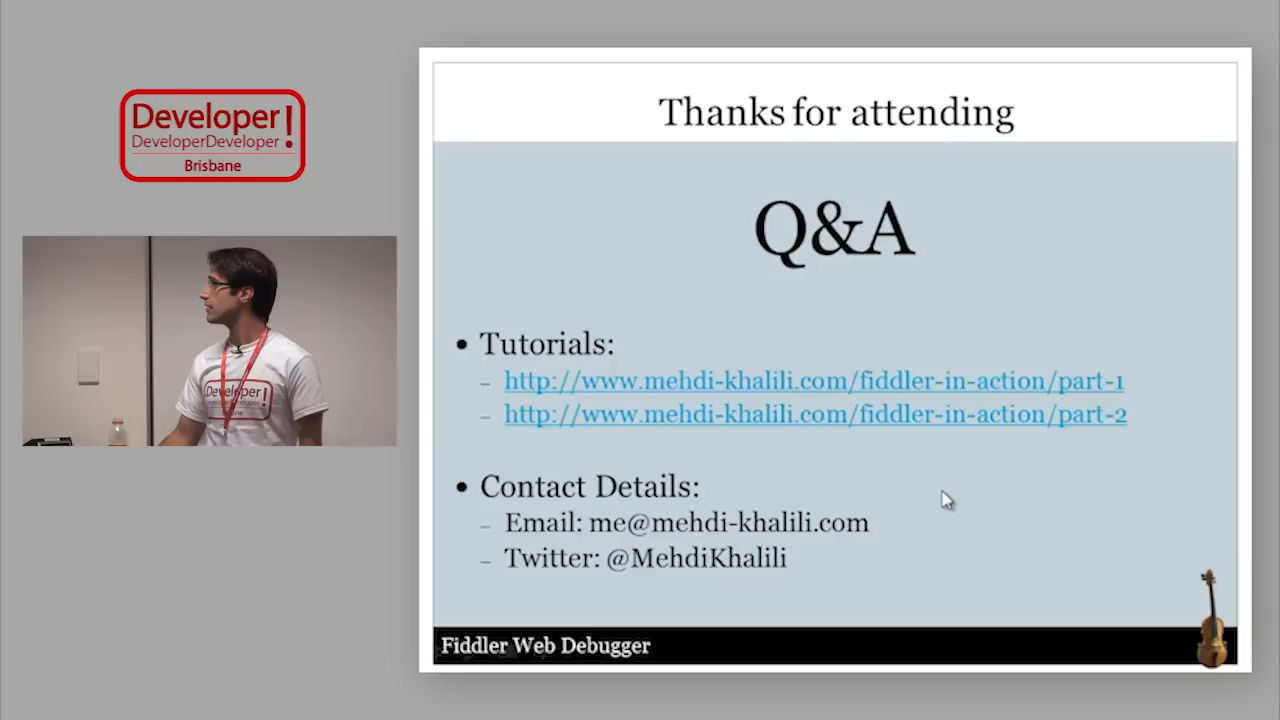 Developer!
DeveloperDeveloper
Brisbane
Developer!
Thanks for attending
Q&A
• Tutorials:
– http://www.mehdi-khalili.com/fiddler-in-action/part-1
– http://www.mehdi-khalili.com/fiddler-in-action/part-2
• Contact Details:
– Email: me@mehdi-khalili.com
– Twitter: @MehdiKhalili
Fiddler Web Debugger